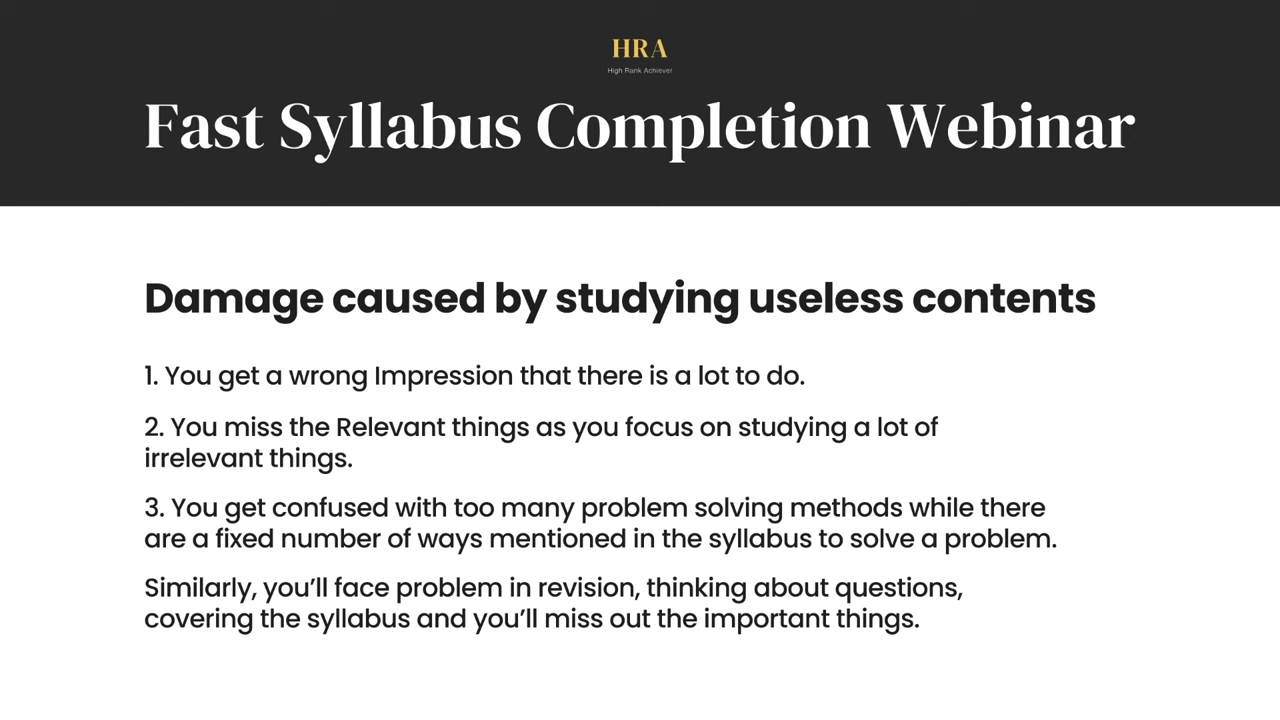 HRA
High Rank Achiever
Fast Syllabus Completion Webinar
Damage caused by studying useless contents
1. You get a wrong Impression that there is a lot to do.
2. You miss the Relevant things as you focus on studying a lot of
irrelevant things.
3. You get confused with too many problem solving methods while there
are a fixed number of ways mentioned in the syllabus to solve a problem.
Similarly, you’ll face problem in revision, thinking about questions,
covering the syllabus and you’ll miss out the important things.